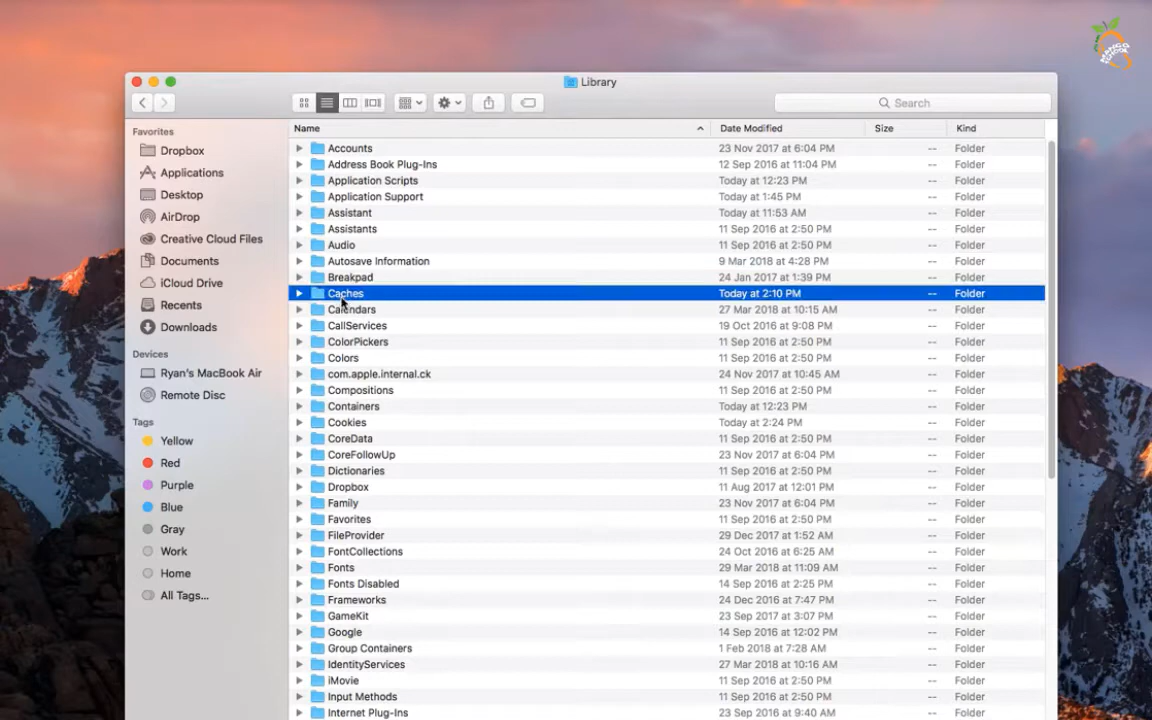 MANGO SCHOOL
Library
Search
Name Date Modified Size Kind
Favorites
Dropbox
Applications
Desktop
AirDrop
Creative Cloud Files
Documents
iCloud Drive
Recents
Downloads
Devices
Ryan's MacBook Air
Remote Disc
Tags
Yellow
Red
Purple
Blue
Gray
Work
Home
All Tags...
Accounts 23 Nov 2017 at 6:04 PM -- Folder
Address Book Plug-Ins 12 Sep 2016 at 11:04 PM -- Folder
Application Scripts Today at 12:23 PM -- Folder
Application Support Today at 1:45 PM -- Folder
Assistant Today at 11:53 AM -- Folder
Assistants 11 Sep 2016 at 2:50 PM -- Folder
Audio 11 Sep 2016 at 2:50 PM -- Folder
Autosave Information 9 Mar 2018 at 4:28 PM -- Folder
Breakpad 24 Jan 2017 at 1:39 PM -- Folder
Caches Today at 2:10 PM -- Folder
Calendars 27 Mar 2018 at 10:15 AM -- Folder
CallServices 19 Oct 2016 at 9:08 PM -- Folder
ColorPickers 11 Sep 2016 at 2:50 PM -- Folder
Colors 11 Sep 2016 at 2:50 PM -- Folder
com.apple.internal.ck 24 Nov 2017 at 10:45 AM -- Folder
Compositions 11 Sep 2016 at 2:50 PM -- Folder
Containers Today at 12:23 PM -- Folder
Cookies Today at 2:24 PM -- Folder
CoreData 11 Sep 2016 at 2:50 PM -- Folder
CoreFollowUp 23 Nov 2017 at 6:04 PM -- Folder
Dictionaries 11 Sep 2016 at 2:50 PM -- Folder
Dropbox 11 Aug 2017 at 12:01 PM -- Folder
Family 23 Nov 2017 at 6:04 PM -- Folder
Favorites 11 Sep 2016 at 2:50 PM -- Folder
FileProvider 29 Dec 2017 at 1:52 AM -- Folder
FontCollections 24 Oct 2016 at 6:25 AM -- Folder
Fonts 29 Mar 2018 at 11:09 AM -- Folder
Fonts Disabled 14 Sep 2016 at 2:25 PM -- Folder
Frameworks 24 Dec 2016 at 7:47 PM -- Folder
GameKit 23 Sep 2017 at 3:07 PM -- Folder
Google 14 Sep 2016 at 12:02 PM -- Folder
Group Containers 1 Feb 2018 at 7:28 AM -- Folder
IdentityServices 27 Mar 2018 at 10:16 AM -- Folder
iMovie 11 Sep 2016 at 2:50 PM -- Folder
Input Methods 11 Sep 2016 at 2:50 PM -- Folder
Internet Plug-Ins 23 Sep 2016 at 9:40 AM -- Folder